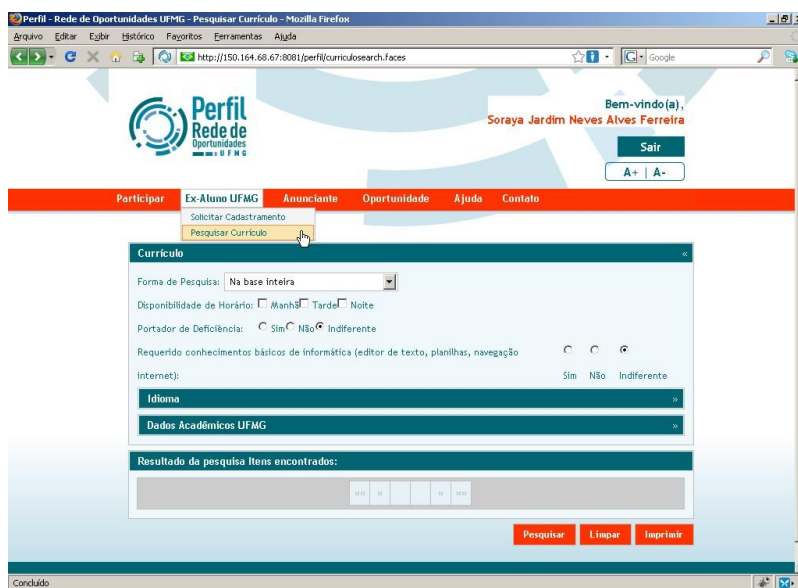 Perfil - Rede de Oportunidades UFMG - Pesquisar Currículo - Mozilla Firefox
Arquivo Editar Exibir Histórico Favoritos Ferramentas Ajuda
http://150.164.68.67:8081/perfil/curriculosearch.faces
G Google
Perfil
Rede de
Oportunidades
UFMG
Bem-vindo(a),
Soraya Jardim Neves Alves Ferreira
Sair
A+ | A-
Participar Ex-Aluno UFMG Anunciante Oportunidade Ajuda Contato
Solicitar Cadastramento
Pesquisar Currículo
Currículo «
Forma de Pesquisa: Na base inteira
Disponibilidade de Horário: Manhã Tarde Noite
Portador de Deficiência: Sim Não Indiferente
Requerido conhecimentos básicos de informática (editor de texto, planilhas, navegação
internet): Sim Não Indiferente
Idioma »
Dados Acadêmicos UFMG »
Resultado da pesquisa Itens encontrados:
«« « » »»
Pesquisar Limpar Imprimir
Concluído